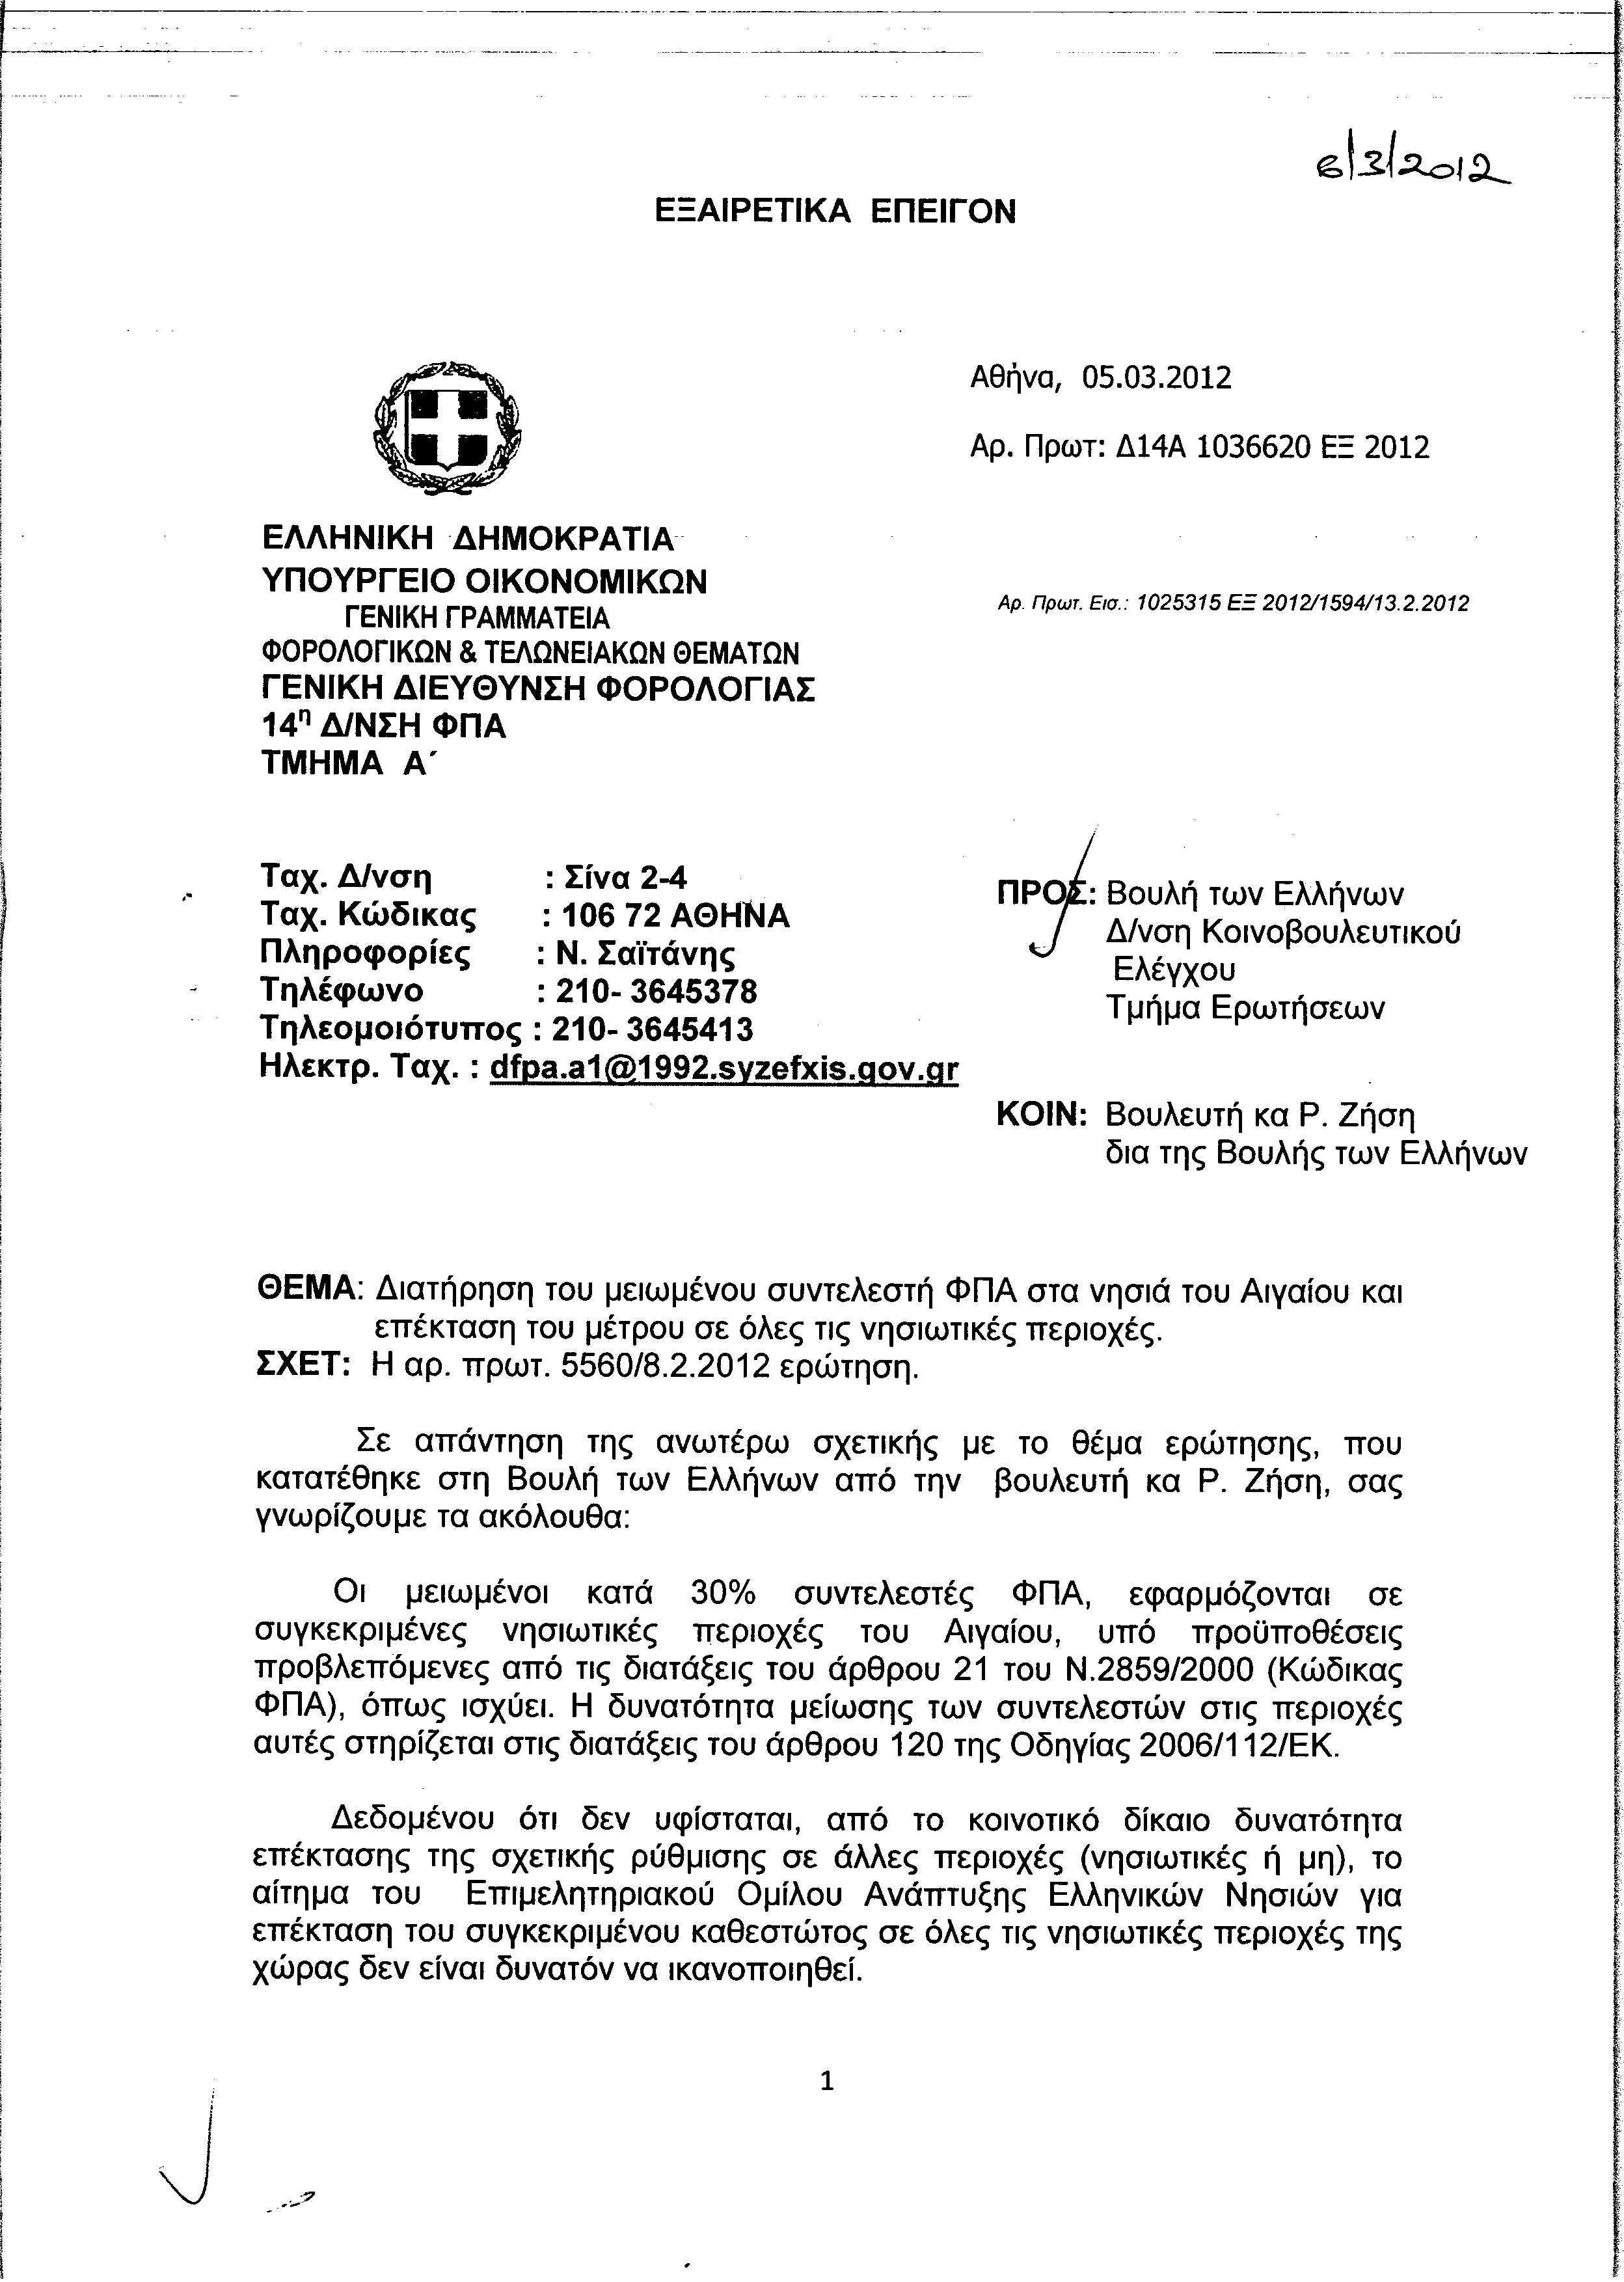 6/3/2012
ΕΞΑΙΡΕΤΙΚΑ ΕΠΕΙΓΟΝ
Αθήνα, 05.03.2012
Αρ. Πρωτ: Δ14Α 1036620 ΕΞ 2012
ΕΛΛΗΝΙΚΗ ΔΗΜΟΚΡΑΤΙΑ
ΥΠΟΥΡΓΕΙΟ ΟΙΚΟΝΟΜΙΚΩΝ
ΓΕΝΙΚΗ ΓΡΑΜΜΑΤΕΙΑ
ΦΟΡΟΛΟΓΙΚΩΝ & ΤΕΛΩΝΕΙΑΚΩΝ ΘΕΜΑΤΩΝ
ΓΕΝΙΚΗ ΔΙΕΥΘΥΝΣΗ ΦΟΡΟΛΟΓΙΑΣ
14η Δ/ΝΣΗ ΦΠΑ
ΤΜΗΜΑ Α΄
Αρ. Πρωτ. Εισ.: 1025315 ΕΞ 2012/1594/13.2.2012
Ταχ. Δ/νση : Σίνα 2-4
Ταχ. Κώδικας : 106 72 ΑΘΗΝΑ
Πληροφορίες : Ν. Σαϊτάνης
Τηλέφωνο : 210- 3645378
Τηλεομοιότυπος : 210- 3645413
Ηλεκτρ. Ταχ. : dfpa.a1@1992.syzefxis.gov.gr
ΠΡΟΣ: Βουλή των Ελλήνων
Δ/νση Κοινοβουλευτικού
Ελέγχου
Τμήμα Ερωτήσεων
ΚΟΙΝ: Βουλευτή κα Ρ. Ζήση
δια της Βουλής των Ελλήνων
ΘΕΜΑ: Διατήρηση του μειωμένου συντελεστή ΦΠΑ στα νησιά του Αιγαίου και
επέκταση του μέτρου σε όλες τις νησιωτικές περιοχές.
ΣΧΕΤ: Η αρ. πρωτ. 5560/8.2.2012 ερώτηση.
Σε απάντηση της ανωτέρω σχετικής με το θέμα ερώτησης, που
κατατέθηκε στη Βουλή των Ελλήνων από την βουλευτή κα Ρ. Ζήση, σας
γνωρίζουμε τα ακόλουθα:
Οι μειωμένοι κατά 30% συντελεστές ΦΠΑ, εφαρμόζονται σε
συγκεκριμένες νησιωτικές περιοχές του Αιγαίου, υπό προϋποθέσεις
προβλεπόμενες από τις διατάξεις του άρθρου 21 του Ν.2859/2000 (Κώδικας
ΦΠΑ), όπως ισχύει. Η δυνατότητα μείωσης των συντελεστών στις περιοχές
αυτές στηρίζεται στις διατάξεις του άρθρου 120 της Οδηγίας 2006/112/ΕΚ.
Δεδομένου ότι δεν υφίσταται, από το κοινοτικό δίκαιο δυνατότητα
επέκτασης της σχετικής ρύθμισης σε άλλες περιοχές (νησιωτικές ή μη), το
αίτημα του Επιμελητηριακού Ομίλου Ανάπτυξης Ελληνικών Νησιών για
επέκταση του συγκεκριμένου καθεστώτος σε όλες τις νησιωτικές περιοχές της
χώρας δεν είναι δυνατόν να ικανοποιηθεί.
1